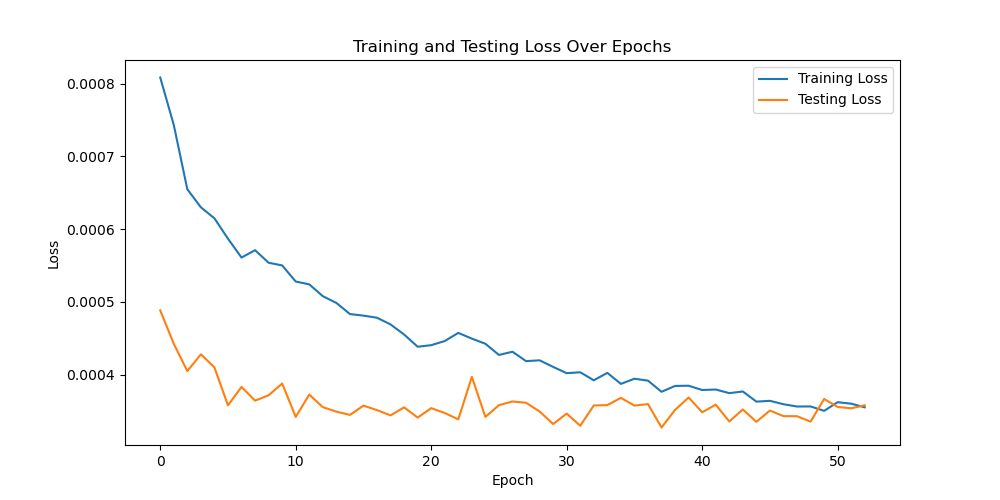 Training and Testing Loss Over Epochs
Training Loss
Testing Loss
0.0008
0.0007
0.0006
0.0005
0.0004
Loss
0
10
20
30
40
50
Epoch